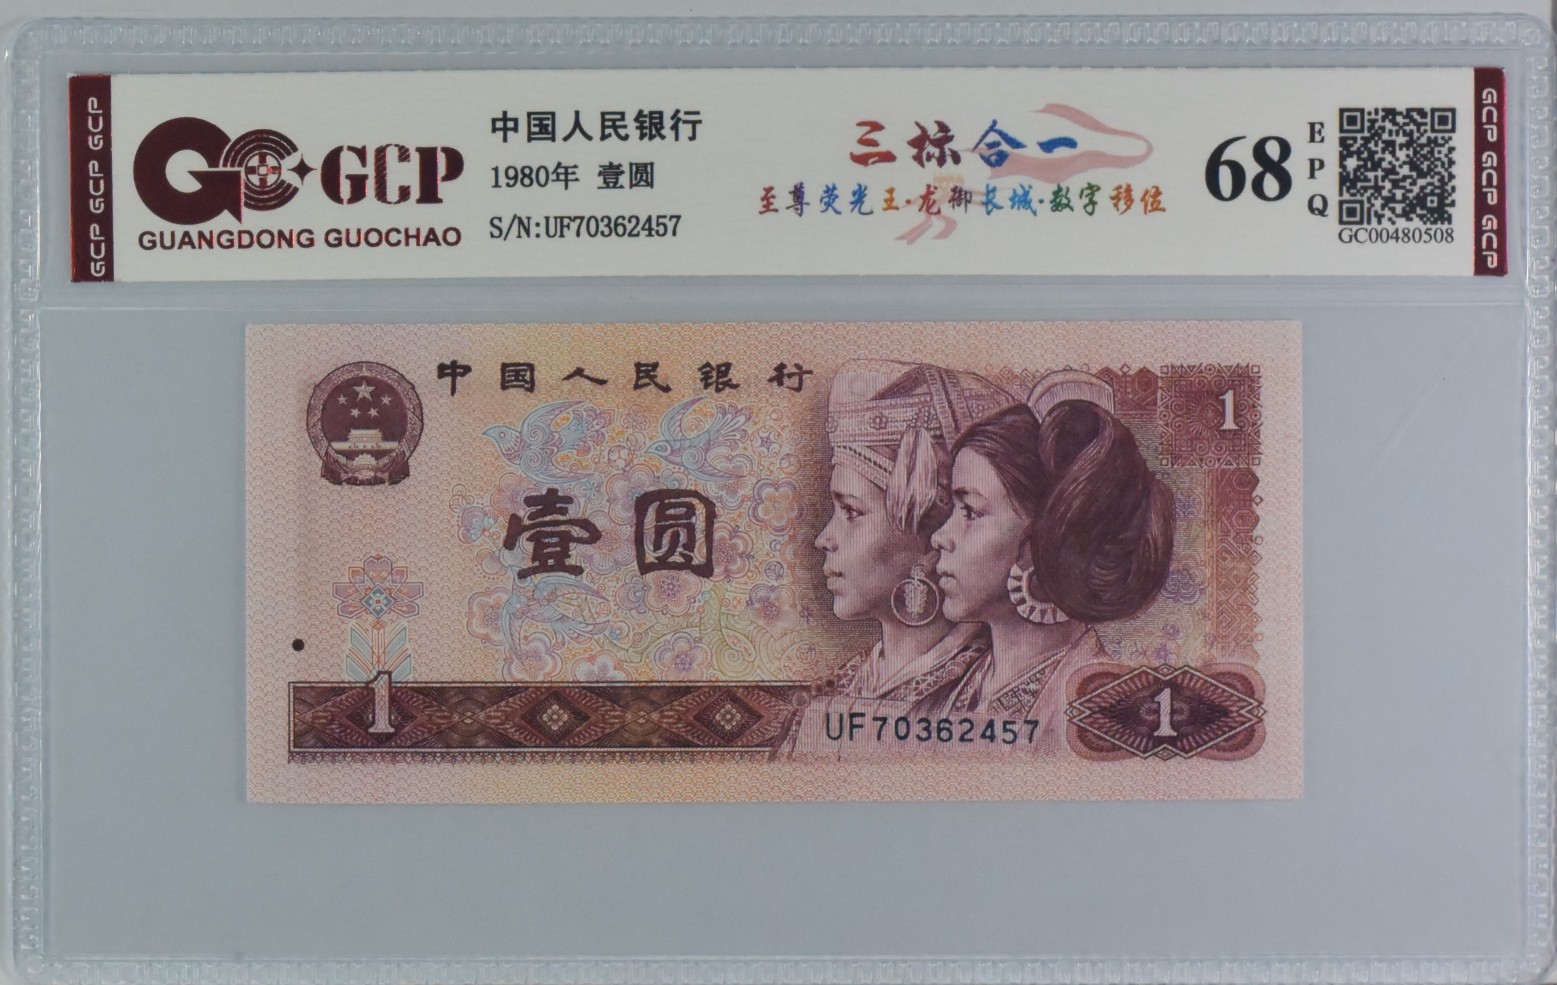 GCP GCP GCP
GCP
GUANGDONG GUOCHAO
中国人民银行
1980年 壹圆
S/N:UF70362457
三标合一
至尊荧光王·龙御长城·数字移位
68
EPQ
GC00480508
GCP GCP GCP
中国人民银行
1
壹圆
1
UF70362457
1